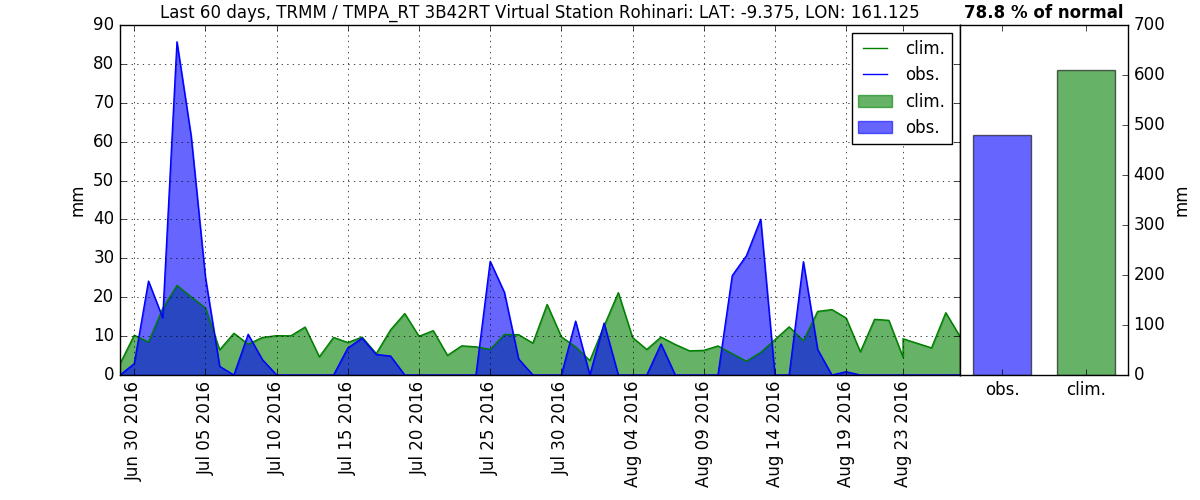 Last 60 days, TRMM / TMPA_RT 3B42RT Virtual Station Rohinari: LAT: -9.375, LON: 161.125
78.8 % of normal
90
80
70
60
50
40
30
20
10
0
mm
clim.
obs.
clim.
obs.
Jun 30 2016
Jul 05 2016
Jul 10 2016
Jul 15 2016
Jul 20 2016
Jul 25 2016
Jul 30 2016
Aug 04 2016
Aug 09 2016
Aug 14 2016
Aug 19 2016
Aug 23 2016
700
600
500
400
300
200
100
0
mm
obs.
clim.